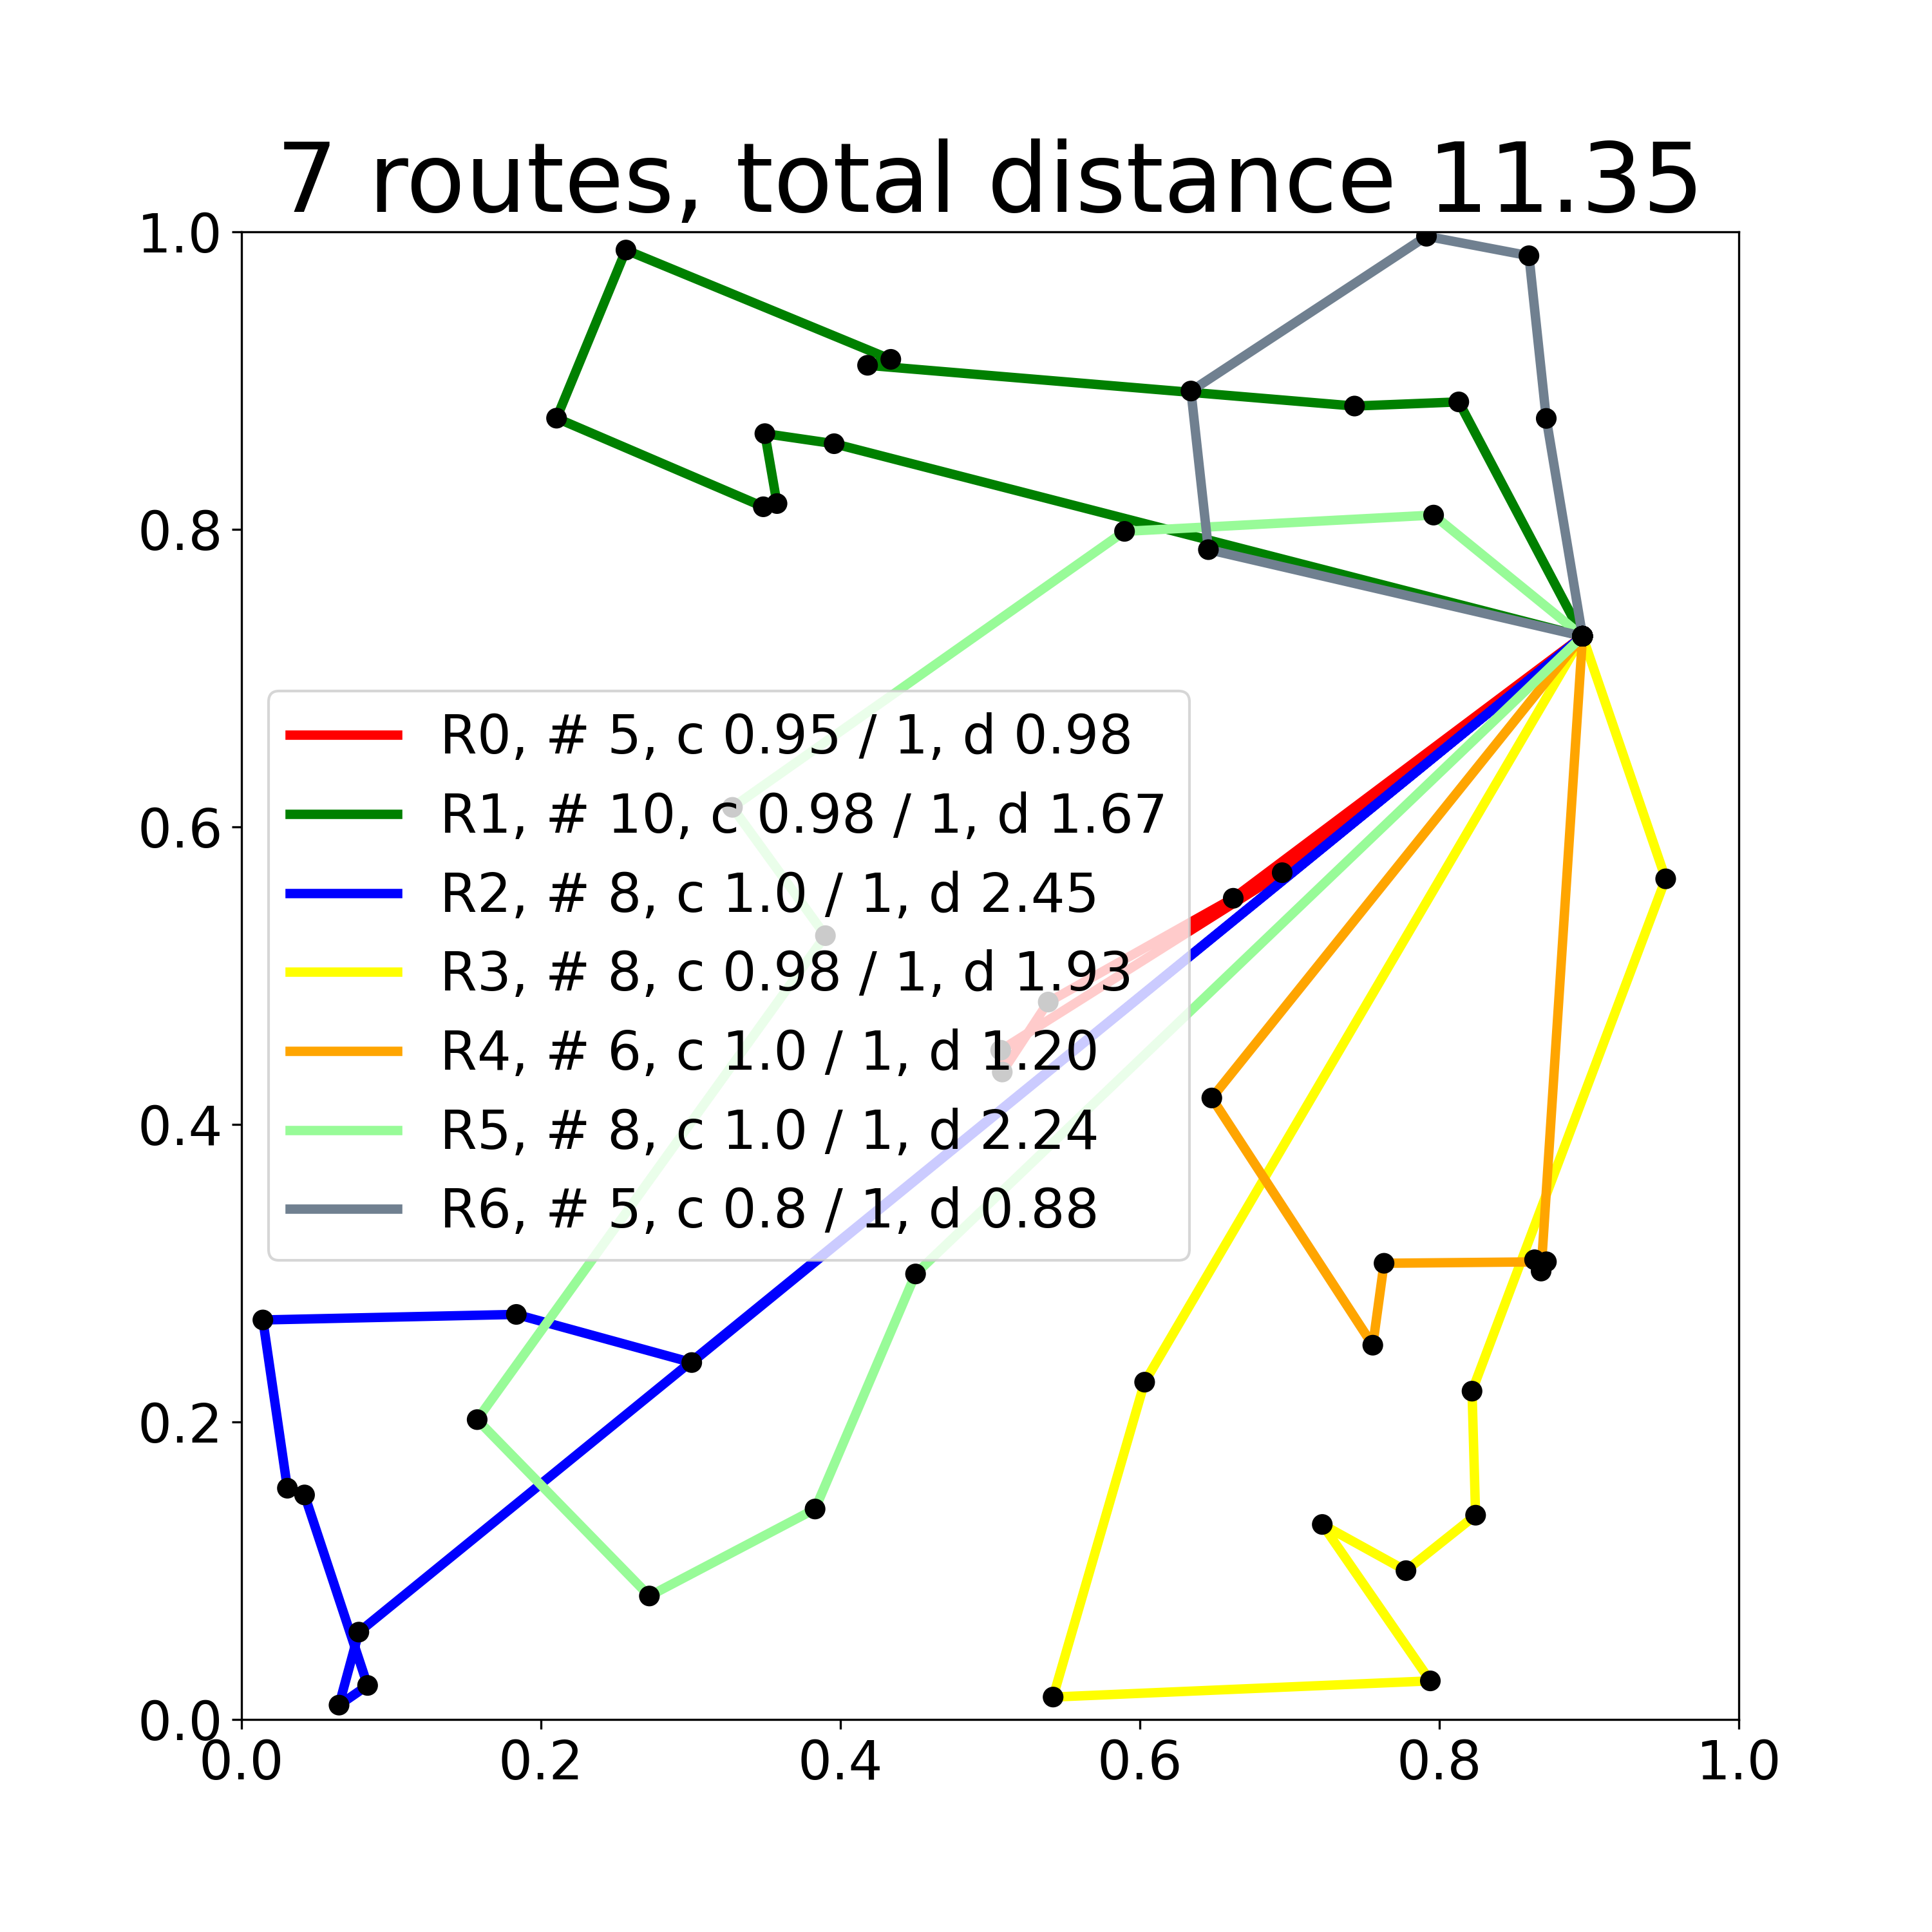 7 routes, total distance 11.35
1.0
0.8
0.6
0.4
0.2
0.0
R0, # 5, c 0.95 / 1, d 0.98
R1, # 10, c 0.98 / 1, d 1.67
R2, # 8, c 1.0 / 1, d 2.45
R3, # 8, c 0.98 / 1, d 1.93
R4, # 6, c 1.0 / 1, d 1.20
R5, # 8, c 1.0 / 1, d 2.24
R6, # 5, c 0.8 / 1, d 0.88
0.0 0.2 0.4 0.6 0.8 1.0